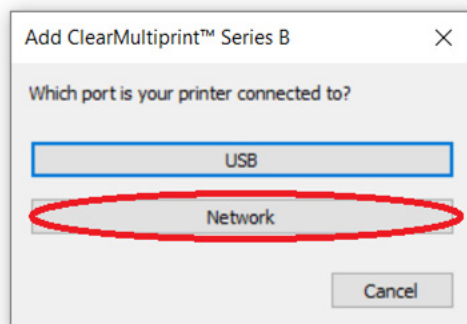 Add ClearMultiprint™ Series B
Which port is your printer connected to?
USB
Network
Cancel